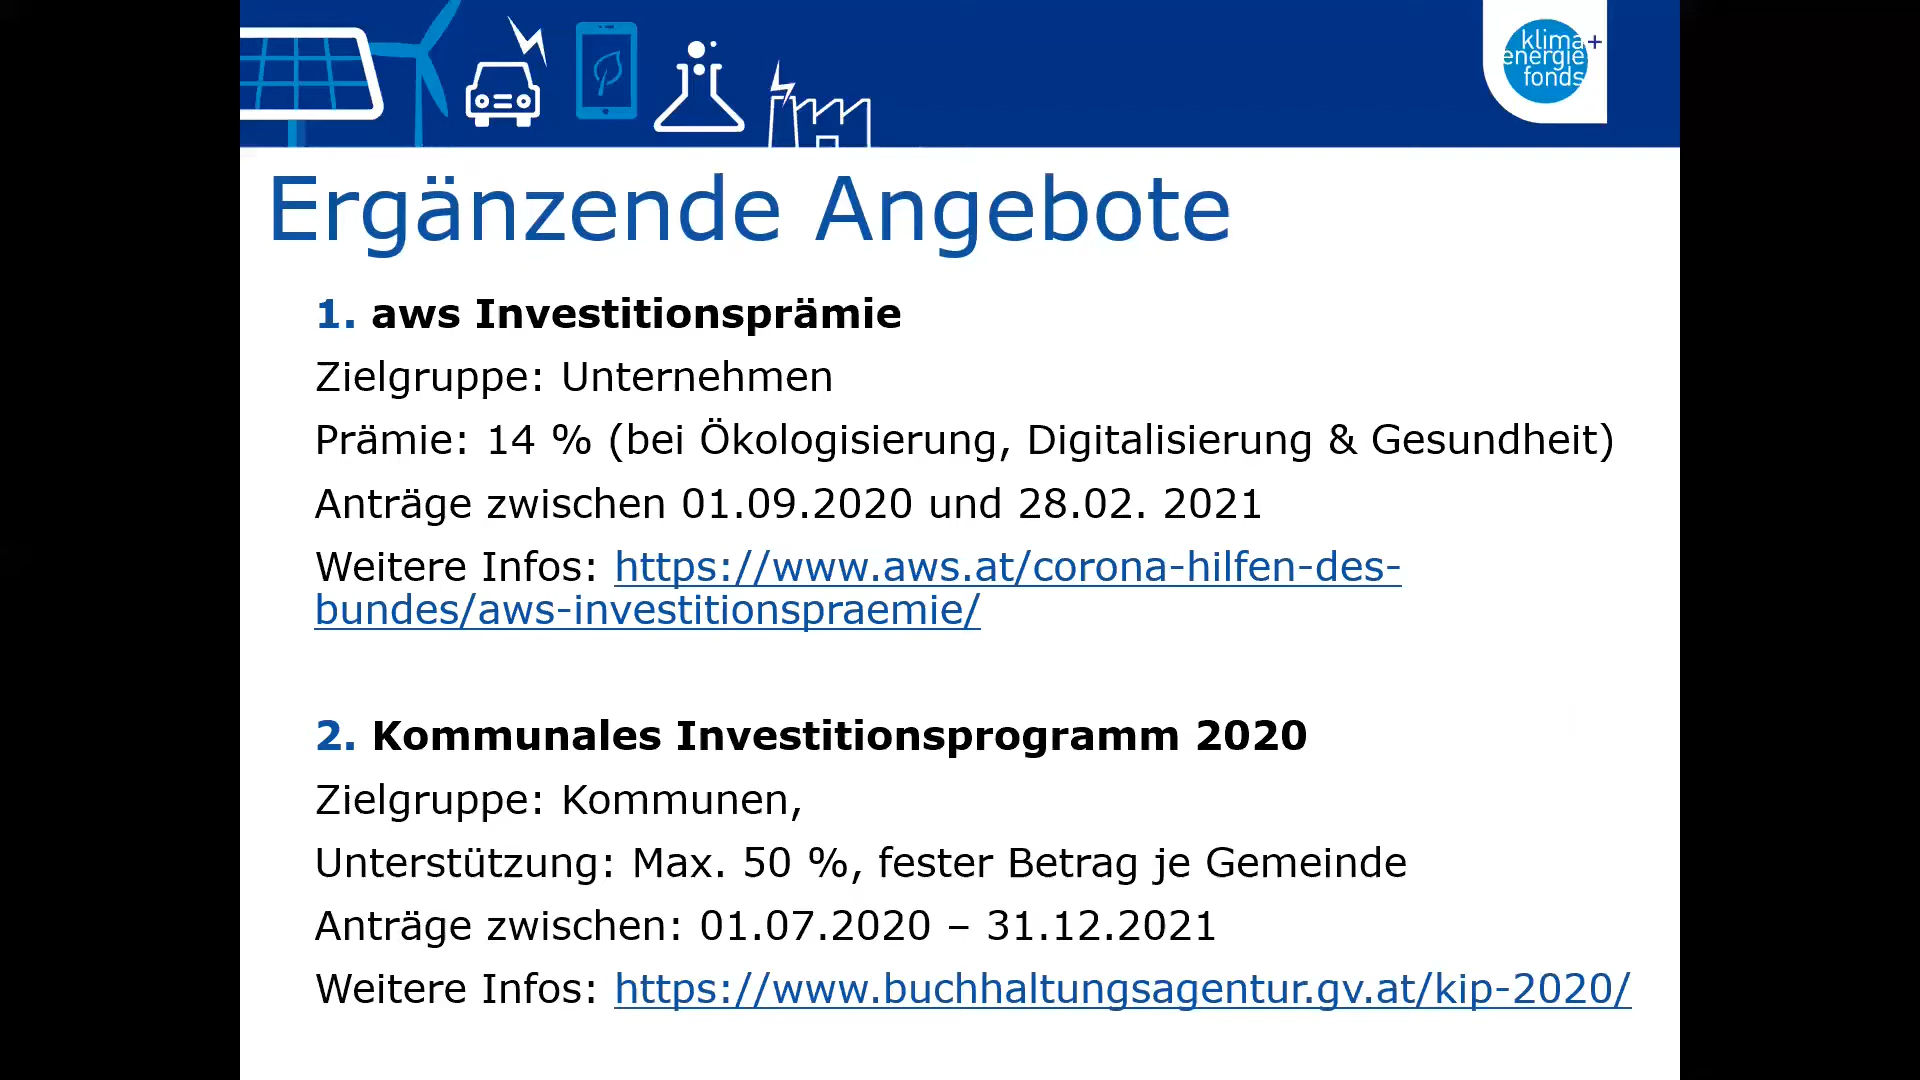 klima+
energie
fonds
Ergänzende Angebote
1. aws Investitionsprämie
Zielgruppe: Unternehmen
Prämie: 14 % (bei Ökologisierung, Digitalisierung & Gesundheit)
Anträge zwischen 01.09.2020 und 28.02. 2021
Weitere Infos: https://www.aws.at/corona-hilfen-des-
bundes/aws-investitionspraemie/
2. Kommunales Investitionsprogramm 2020
Zielgruppe: Kommunen,
Unterstützung: Max. 50 %, fester Betrag je Gemeinde
Anträge zwischen: 01.07.2020 – 31.12.2021
Weitere Infos: https://www.buchhaltungsagentur.gv.at/kip-2020/